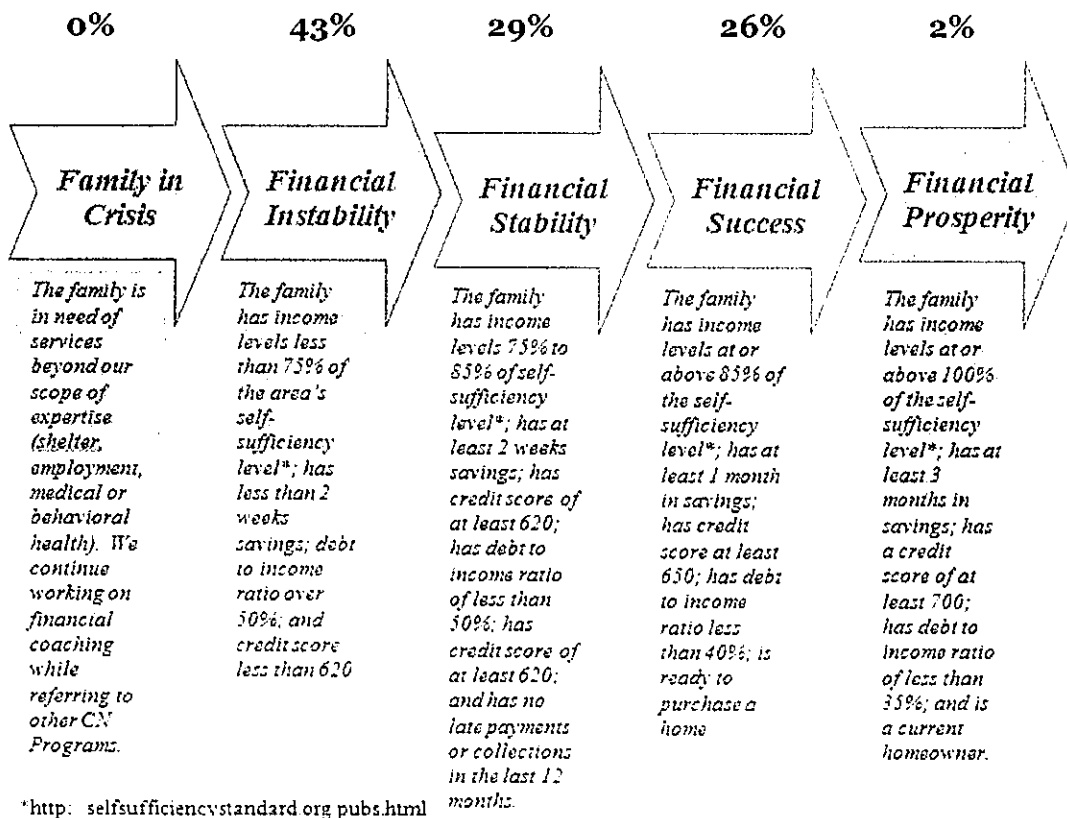 0% 43% 29% 26% 2%
Family in
Crisis
Financial
Instability
Financial
Stability
Financial
Success
Financial
Prosperity
The family is
in need of
services
beyond our
scope of
expertise
(shelter,
employment,
medical or
behavioral
health). We
continue
working on
financial
coaching
while
referring to
other CN
Programs.
The family
has income
levels less
than 75% of
the area's
self-
sufficiency
level*; has
less than 2
weeks
savings; debt
to income
ratio over
50%; and
credit score
less than 620
The family
has income
levels 75% to
85% of self-
sufficiency
level*; has at
least 2 weeks
savings; has
credit score of
at least 620;
has debt to
income ratio
of less than
50%; has
credit score of
at least 620;
and has no
late payments
or collections
in the last 12
months.
The family
has income
levels at or
above 85% of
the self-
sufficiency
level*; has at
least 1 month
in savings;
has credit
score at least
650; has debt
to income
ratio less
than 40%; is
ready to
purchase a
home
The family
has income
levels at or
above 100%
of the self-
sufficiency
level*; has at
least 3
months in
savings; has
a credit
score of at
least 700;
has debt to
income ratio
of less than
35%; and is
a current
homeowner.
*http: selfsufficiencystandard.org pubs.html